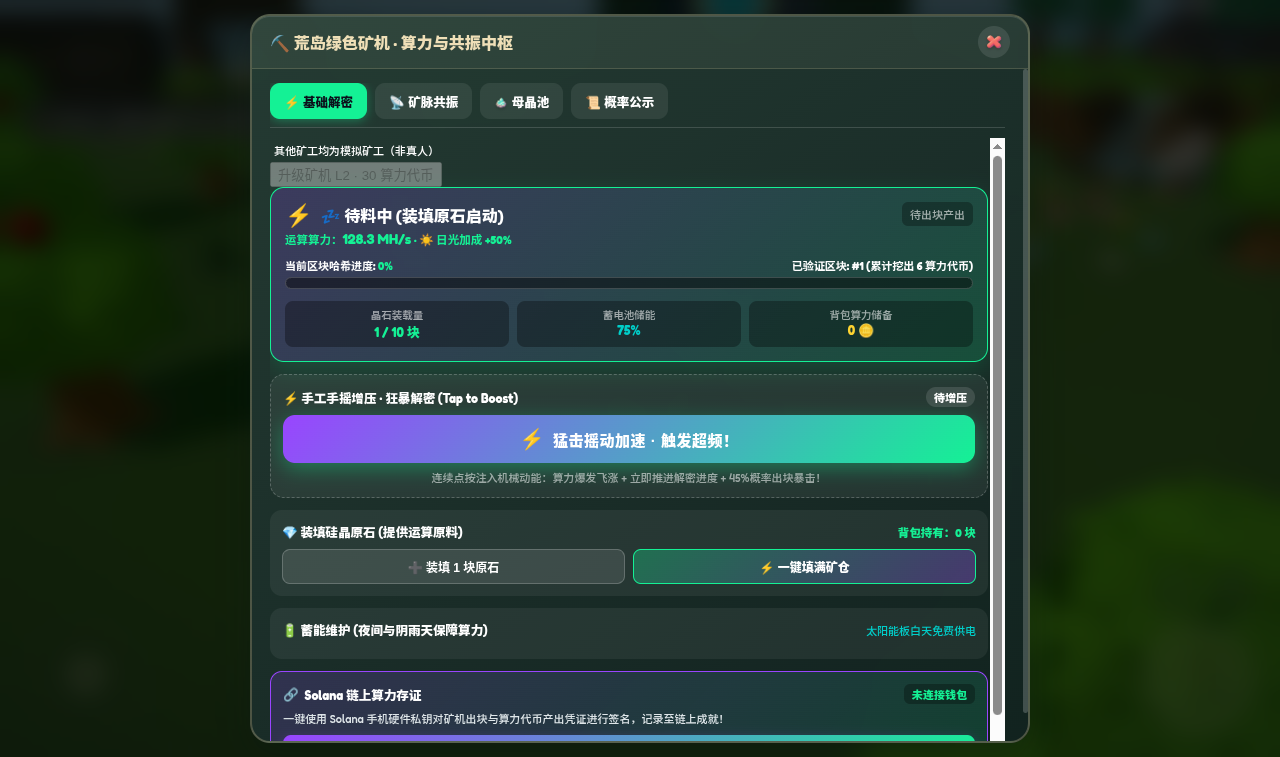 ⛏️ 荒岛绿色矿机 · 算力与共振中枢
⚡ 基础解密
📡 矿脉共振
母晶池
📜 概率公示
其他矿工均为模拟矿工（非真人）
升级矿机 L2 · 30 算力代币
⚡ 💤 待料中 (装填原石启动)
待出块产出
运算算力：128.3 MH/s · ☀️ 日光加成 +50%
当前区块哈希进度: 0%
已验证区块: #1 (累计挖出 6 算力代币)
晶石装载量
1 / 10 块
蓄电池储能
75%
背包算力储备
0 🪙
⚡ 手工手摇增压 · 狂暴解密 (Tap to Boost)
待增压
⚡ 猛击摇动加速 · 触发超频！
连续点按注入机械动能：算力爆发飞涨 + 立即推进解密进度 + 45%概率出块暴击！
💎 装填硅晶原石 (提供运算原料)
背包持有：0 块
➕ 装填 1 块原石
⚡ 一键填满矿仓
🔋 蓄能维护 (夜间与阴雨天保障算力)
太阳能板白天免费供电
🔗 Solana 链上算力存证
未连接钱包
一键使用 Solana 手机硬件私钥对矿机出块与算力代币产出凭证进行签名，记录至链上成就！